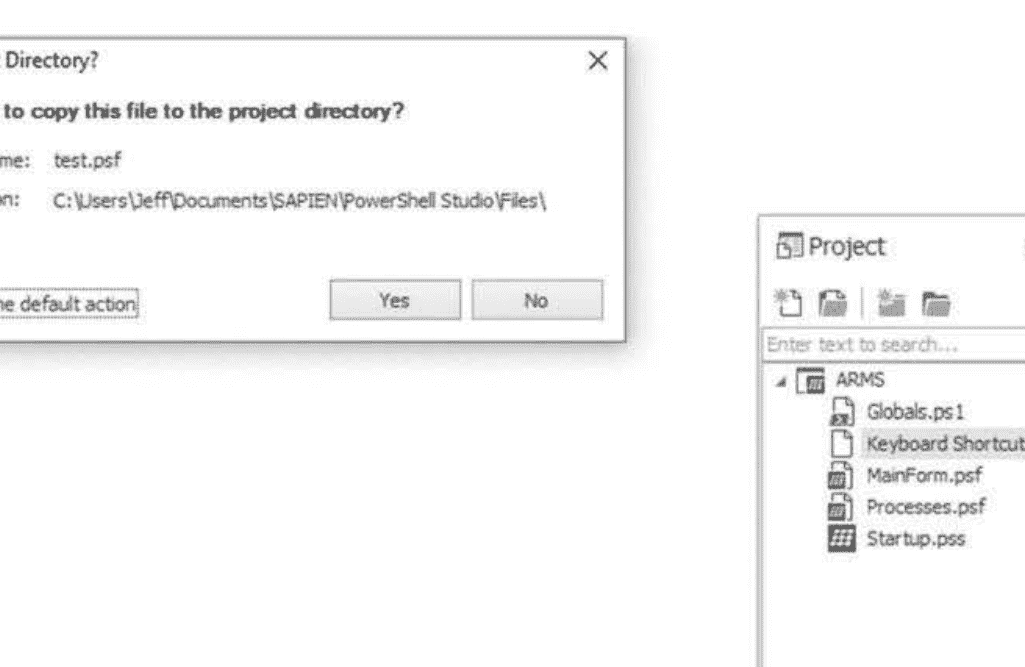 t Directory?
to copy this file to the project directory?
me: test.psf
on: C:\Users\Jeff\Documents\SAPIEN\PowerShell Studio\Files\
he default action
Yes No
Project
Enter text to search...
ARMS
Globals.ps1
Keyboard Shortcut
MainForm.psf
Processes.psf
Startup.pss